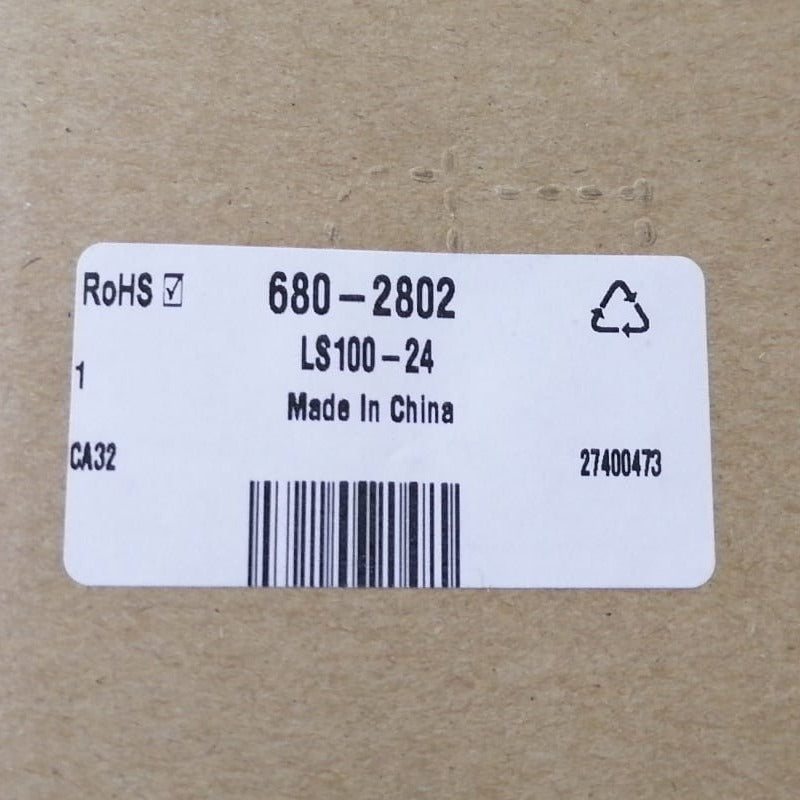 RoHS ☑ 680-2802
LS100-24
1
Made In China
CA32 27400473